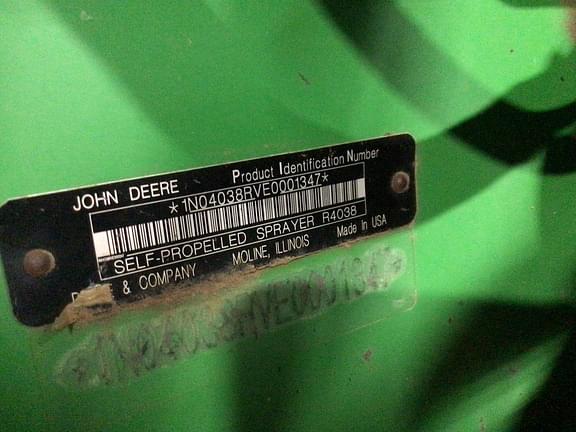 JOHN DEERE
Product Identification Number
*1N04038RVE0001347*
SELF-PROPELLED SPRAYER R4038
& COMPANY MOLINE, ILLINOIS Made In USA